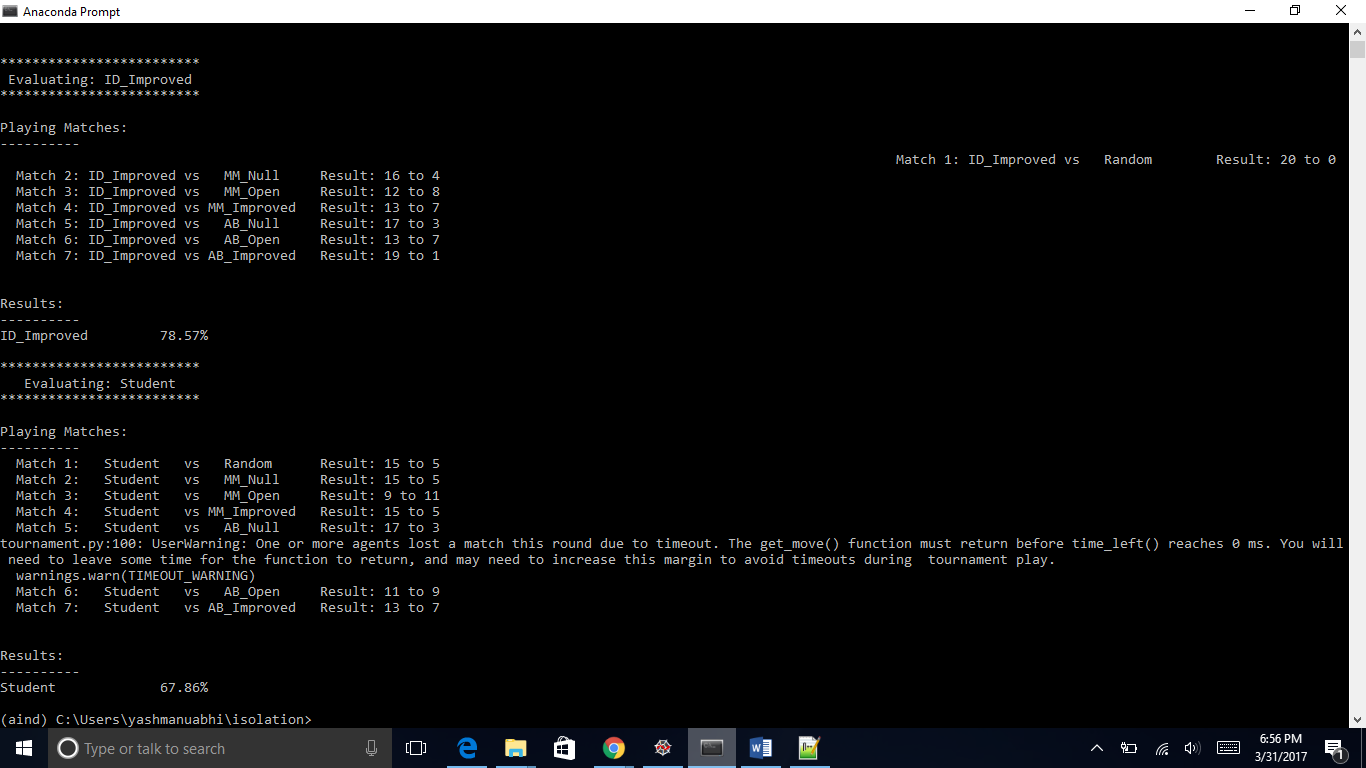 Anaconda Prompt
*************************
Evaluating: ID_Improved
*************************
Playing Matches:
----------
Match 1: ID_Improved vs   Random        Result: 20 to 0
Match 2: ID_Improved vs   MM_Null     Result: 16 to 4
Match 3: ID_Improved vs   MM_Open     Result: 12 to 8
Match 4: ID_Improved vs MM_Improved   Result: 13 to 7
Match 5: ID_Improved vs   AB_Null     Result: 17 to 3
Match 6: ID_Improved vs   AB_Open     Result: 13 to 7
Match 7: ID_Improved vs AB_Improved   Result: 19 to 1
Results:
----------
ID_Improved         78.57%
*************************
Evaluating: Student
*************************
Playing Matches:
----------
Match 1:   Student   vs   Random      Result: 15 to 5
Match 2:   Student   vs   MM_Null     Result: 15 to 5
Match 3:   Student   vs   MM_Open     Result: 9 to 11
Match 4:   Student   vs MM_Improved   Result: 15 to 5
Match 5:   Student   vs   AB_Null     Result: 17 to 3
tournament.py:100: UserWarning: One or more agents lost a match this round due to timeout. The get_move() function must return before time_left() reaches 0 ms. You will
need to leave some time for the function to return, and may need to increase this margin to avoid timeouts during  tournament play.
warnings.warn(TIMEOUT_WARNING)
Match 6:   Student   vs   AB_Open     Result: 11 to 9
Match 7:   Student   vs AB_Improved   Result: 13 to 7
Results:
----------
Student             67.86%
(aind) C:\Users\yashmanuabhi\isolation>
Type or talk to search
6:56 PM
3/31/2017
1